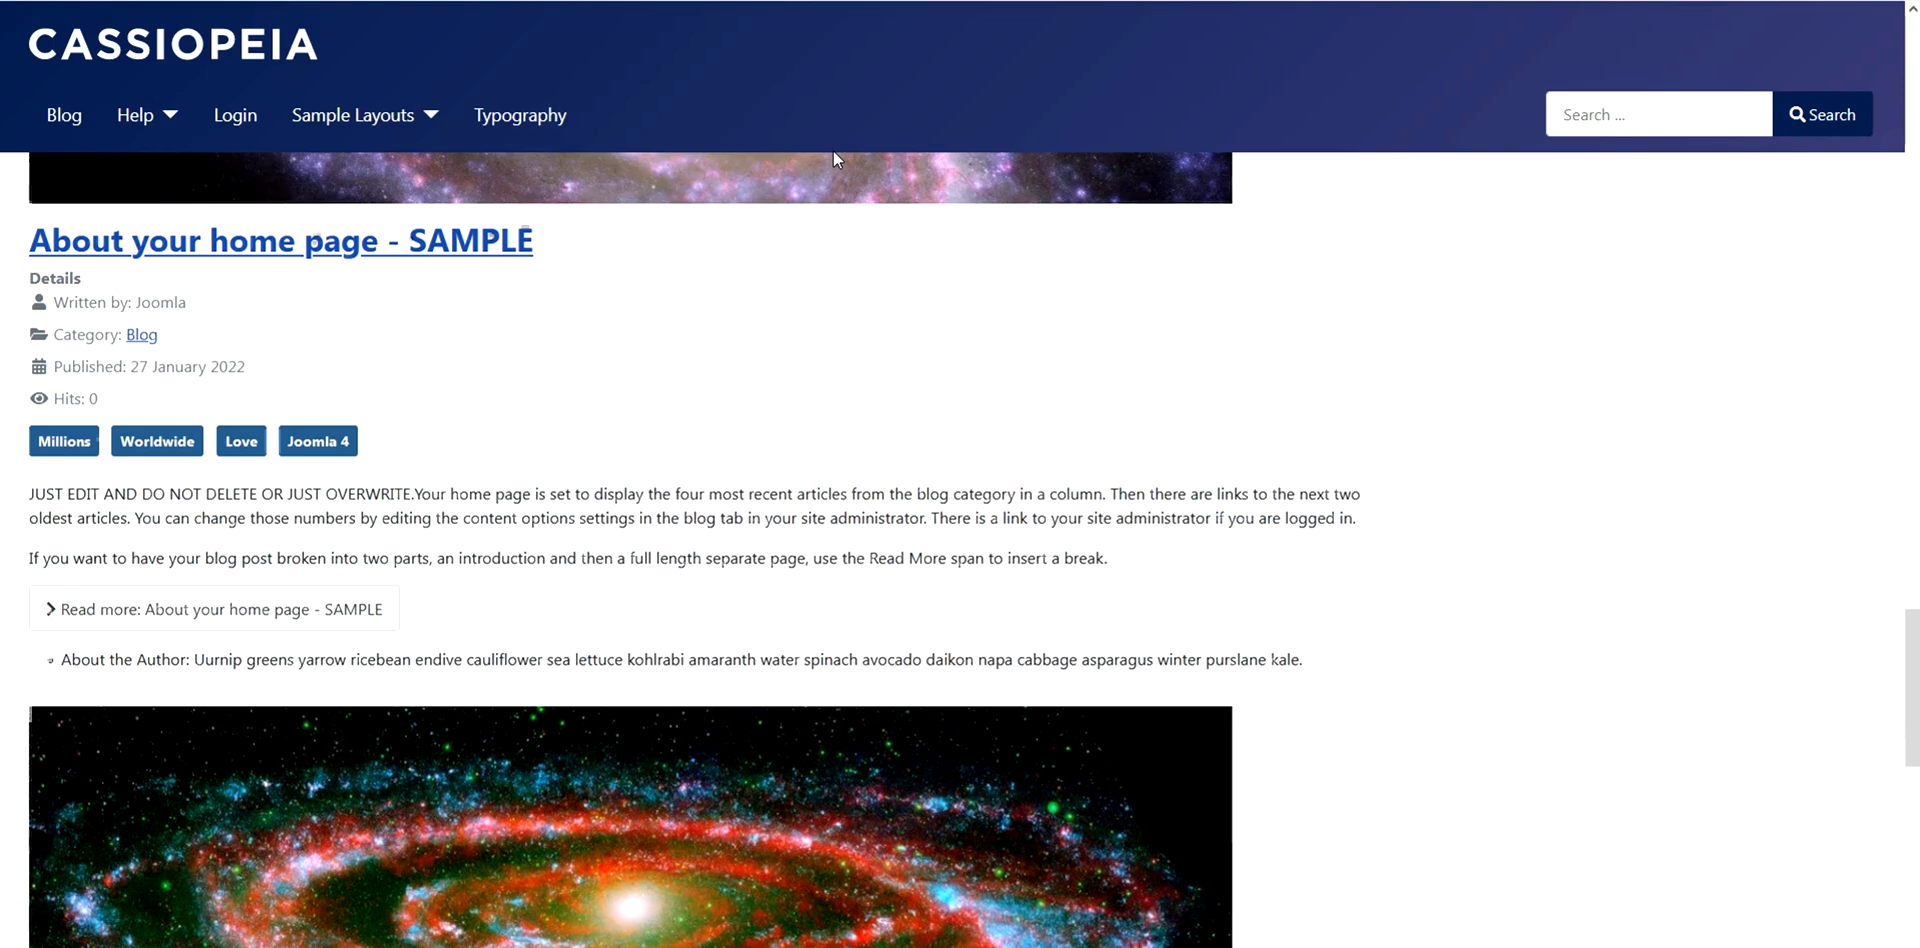 CASSIOPEIA
Blog Help Login Sample Layouts Typography Search ... Search
About your home page - SAMPLE
Details
Written by: Joomla
Category: Blog
Published: 27 January 2022
Hits: 0
Millions Worldwide Love Joomla 4
JUST EDIT AND DO NOT DELETE OR JUST OVERWRITE.Your home page is set to display the four most recent articles from the blog category in a column. Then there are links to the next two
oldest articles. You can change those numbers by editing the content options settings in the blog tab in your site administrator. There is a link to your site administrator if you are logged in.
If you want to have your blog post broken into two parts, an introduction and then a full length separate page, use the Read More span to insert a break.
Read more: About your home page - SAMPLE
About the Author: Uurnip greens yarrow ricebean endive cauliflower sea lettuce kohlrabi amaranth water spinach avocado daikon napa cabbage asparagus winter purslane kale.